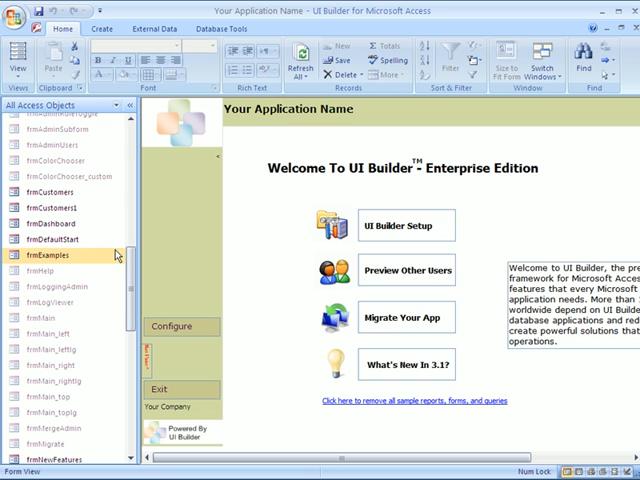 Your Application Name - UI Builder for Microsoft Access
Home
Create
External Data
Database Tools
View
Paste
Refresh
All
New
Save
Delete
Totals
Spelling
More
Filter
Size to
Fit Form
Switch
Windows
Find
Views
Clipboard
Font
Rich Text
Records
Sort & Filter
Window
Find
All Access Objects
frmAdminRoleToggle
frmAdminSubform
frmAdminUsers
frmColorChooser
frmColorChooser_custom
frmCustomers
frmCustomers1
frmDashboard
frmDefaultStart
frmExamples
frmHelp
frmLoggingAdmin
frmLogViewer
frmMain
frmMain_left
frmMain_leftlg
frmMain_right
frmMain_rightlg
frmMain_top
frmMain_toplg
frmMergeAdmin
frmMigrate
frmNewFeatures
<
Configure
Exit
Your Company
Powered By
UI Builder
Your Application Name
Welcome To UI Builder™ - Enterprise Edition
UI Builder Setup
Preview Other Users
Migrate Your App
What's New In 3.1?
Click here to remove all sample reports, forms, and queries
Welcome to UI Builder, the pre
framework for Microsoft Acces
features that every Microsoft
application needs. More than
worldwide depend on UI Builde
database applications and red
create powerful solutions that
operations.
Form View
Num Lock